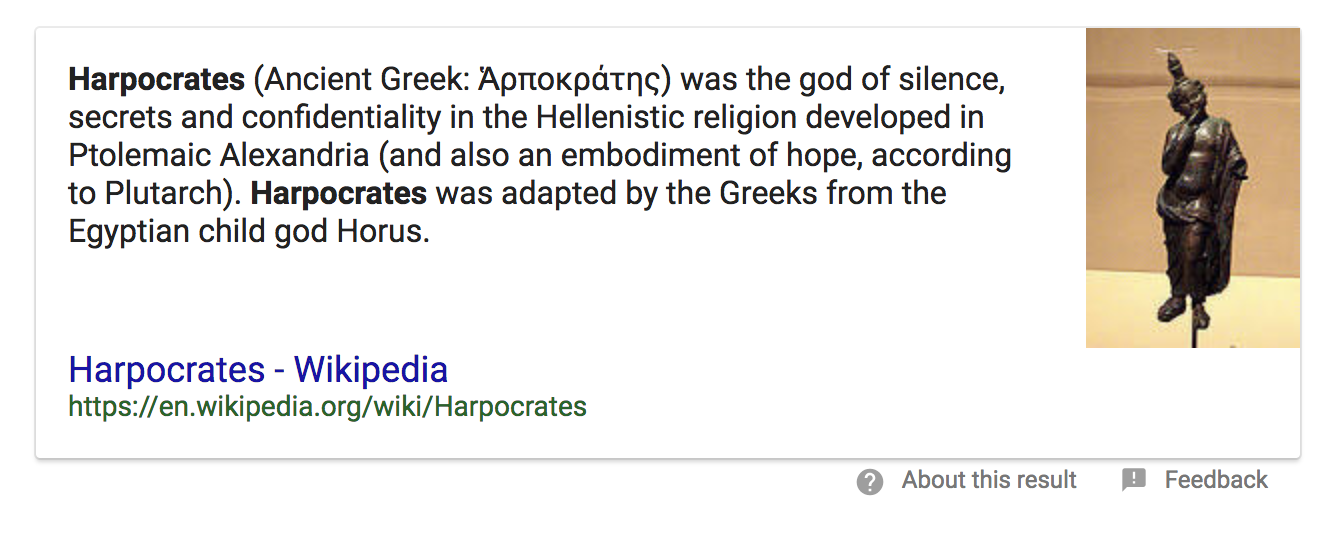 Harpocrates (Ancient Greek: Ἁρποκράτης) was the god of silence,
secrets and confidentiality in the Hellenistic religion developed in
Ptolemaic Alexandria (and also an embodiment of hope, according
to Plutarch). Harpocrates was adapted by the Greeks from the
Egyptian child god Horus.
Harpocrates - Wikipedia
https://en.wikipedia.org/wiki/Harpocrates
About this result
Feedback